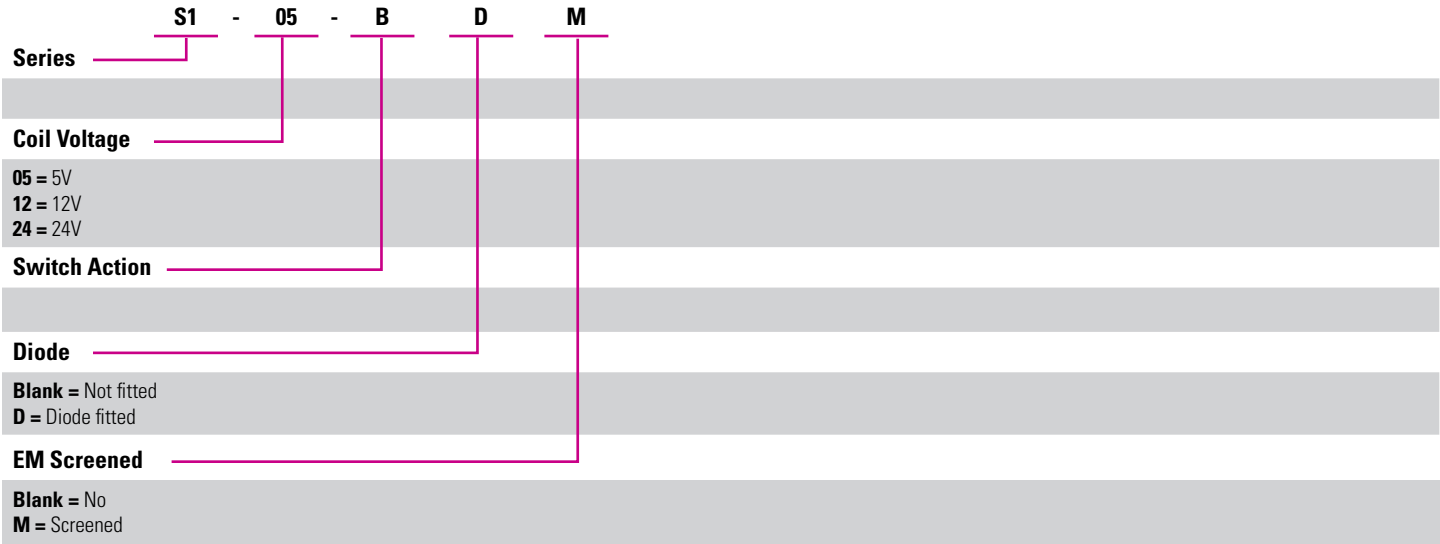 S1 - 05 - B D M
Series
Coil Voltage
05 = 5V
12 = 12V
24 = 24V
Switch Action
Diode
Blank = Not fitted
D = Diode fitted
EM Screened
Blank = No
M = Screened